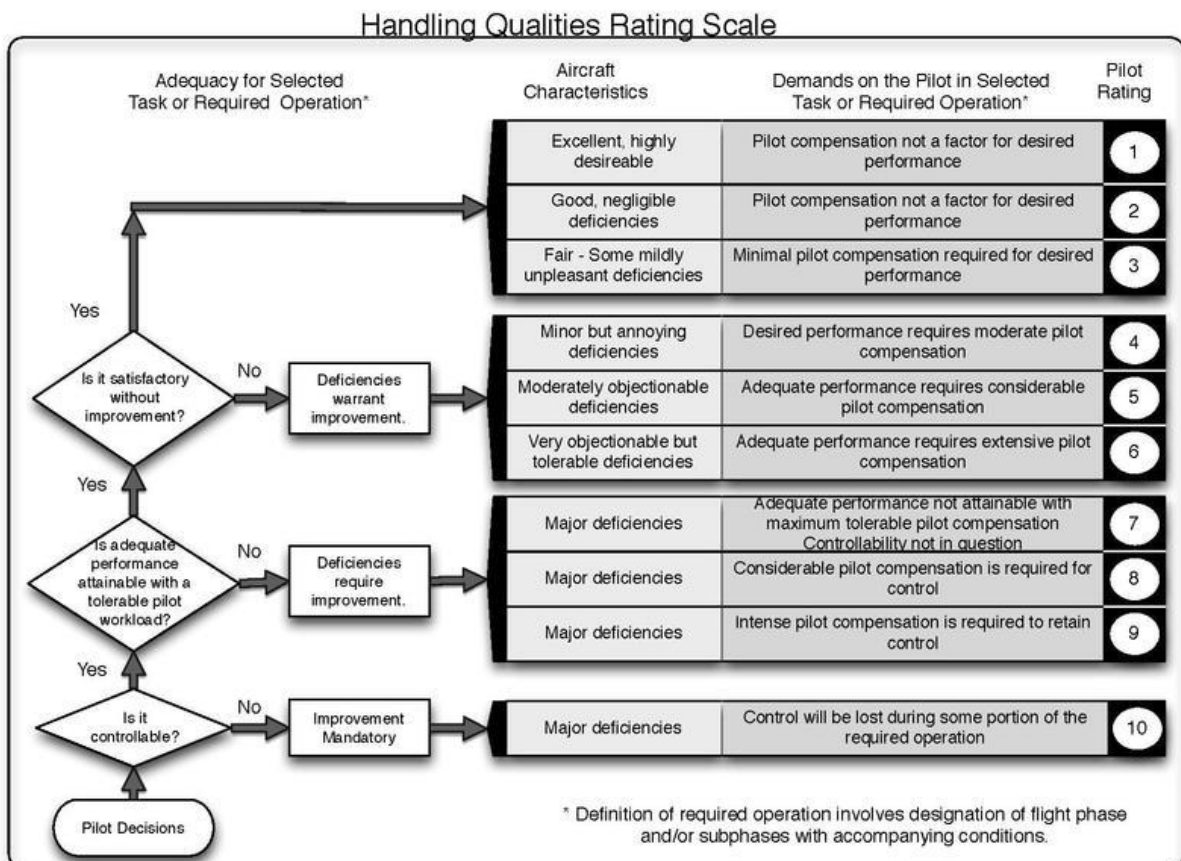 Handling Qualities Rating Scale
Adequacy for Selected
Task or Required Operation*
Aircraft
Characteristics
Demands on the Pilot in Selected
Task or Required Operation*
Pilot
Rating
Excellent, highly
desireable
Pilot compensation not a factor for desired
performance
1
Good, negligible
deficiencies
Pilot compensation not a factor for desired
performance
2
Fair - Some mildly
unpleasant deficiencies
Minimal pilot compensation required for desired
performance
3
Yes
Is it satisfactory
without
improvement?
No
Deficiencies
warrant
improvement.
Minor but annoying
deficiencies
Desired performance requires moderate pilot
compensation
4
Moderately objectionable
deficiencies
Adequate performance requires considerable
pilot compensation
5
Very objectionable but
tolerable deficiencies
Adequate performance requires extensive pilot
compensation
6
Yes
Is adequate
performance
attainable with a
tolerable pilot
workload?
No
Deficiencies
require
improvement.
Major deficiencies
Adequate performance not attainable with
maximum tolerable pilot compensation
Controllability not in question
7
Major deficiencies
Considerable pilot compensation is required for
control
8
Major deficiencies
Intense pilot compensation is required to retain
control
9
Yes
Is it
controllable?
No
Improvement
Mandatory
Major deficiencies
Control will be lost during some portion of the
required operation
10
Pilot Decisions
* Definition of required operation involves designation of flight phase
and/or subphases with accompanying conditions.